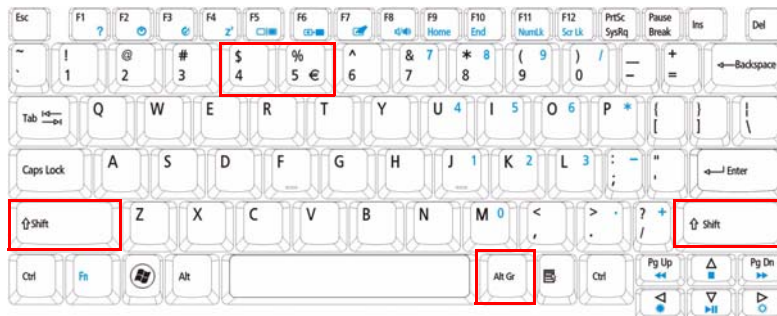 Esc F1 ? F2 F3 F4 zᶻ F5 F6 F7 F8 F9 Home F10 End F11 NumLk F12 Scr Lk PrtSc SysRq Pause Break Ins Del
~ ` ! 1 @ 2 # 3 $ 4 % 5 € ^ 6 & 7 7 * 8 8 ( 9 9 ) 0 / _ - + = Backspace
Tab Q W E R T Y U 4 I 5 O 6 P * { [ } ] ¦ \
Caps Lock A S D F G H J 1 K 2 L 3 : ; - " ' Enter
Shift Z X C V B N M 0 < , > . . ? / + Shift
Ctrl Fn Alt Alt Gr Ctrl Pg Up Pg Dn